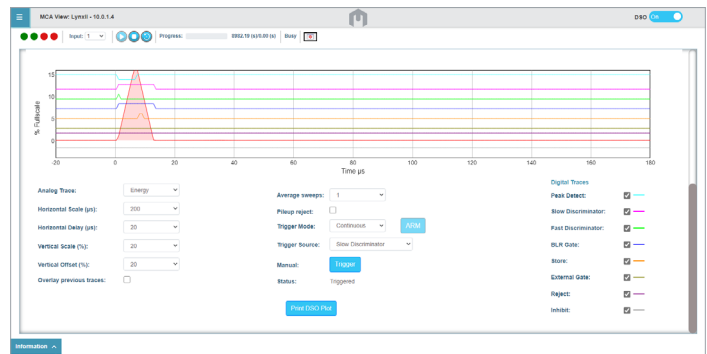 MCA View: LynxII - 10.0.1.4
DSO On
Input: 1 Progress: 8852.19 (s)/0.00 (s) Busy
15
10
5
0
% Fullscale
-20 0 20 40 60 80 100 120 140 160 180
Time µs
Analog Trace: Energy
Horizontal Scale (µs): 200
Horizontal Delay (µs): 20
Vertical Scale (%): 20
Vertical Offset (%): 20
Overlay previous traces:
Average sweeps: 1
Pileup reject:
Trigger Mode: Continuous ARM
Trigger Source: Slow Discriminator
Manual: Trigger
Status: Triggered
Print DSO Plot
Digital Traces
Peak Detect:
Slow Discriminator:
Fast Discriminator:
BLR Gate:
Store:
External Gate:
Reject:
Inhibit:
Information